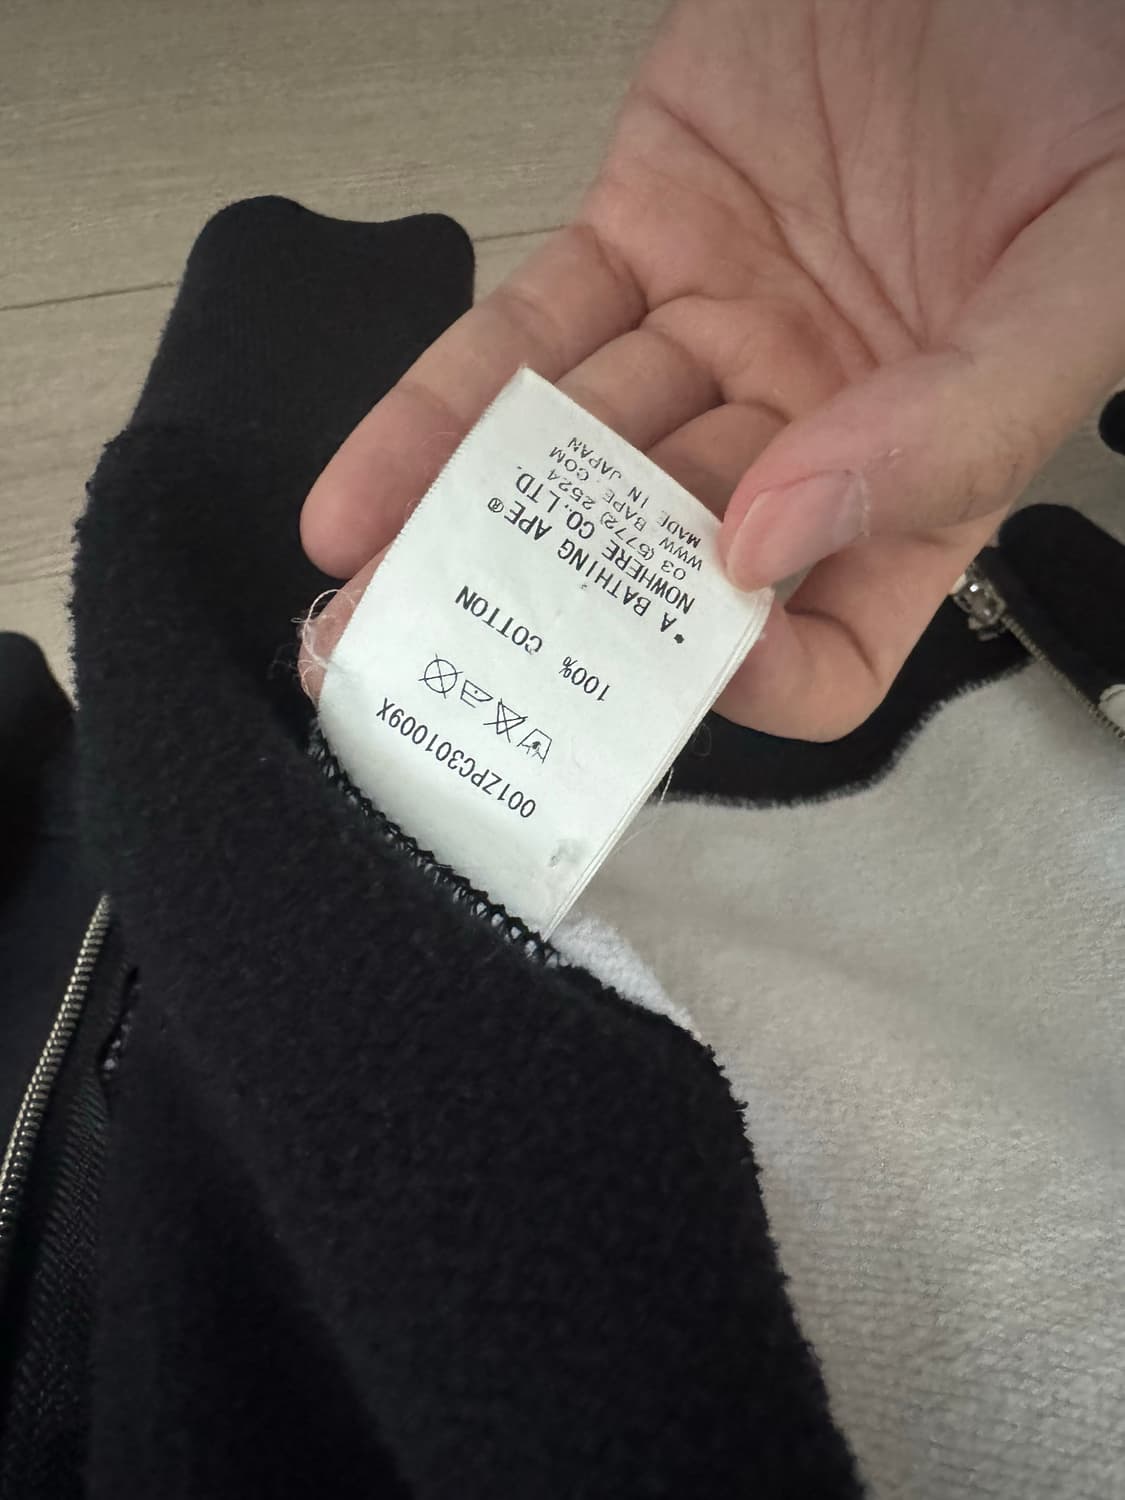 001ZPC301009X
100% COTTON
*A BATHING APE®
NOWHERE CO.LTD.
03 (5772) 2524
WWW BAPE.COM
MADE IN JAPAN